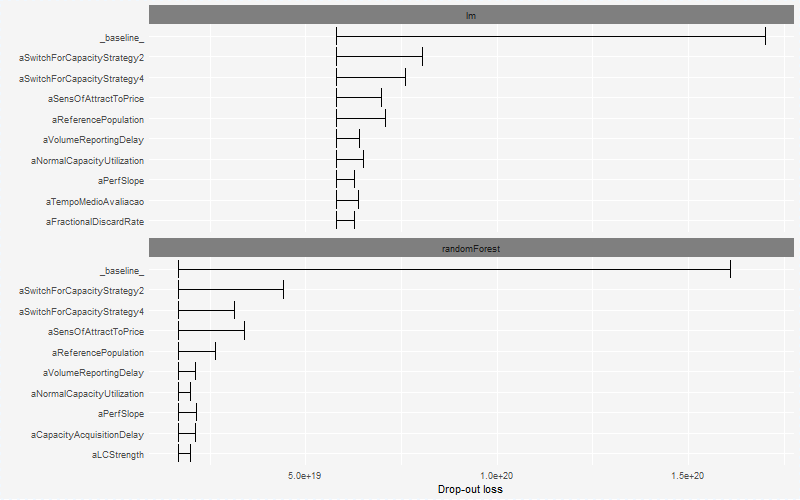 lm
_baseline_
aSwitchForCapacityStrategy2
aSwitchForCapacityStrategy4
aSensOfAttractToPrice
aReferencePopulation
aVolumeReportingDelay
aNormalCapacityUtilization
aPerfSlope
aTempoMedioAvaliacao
aFractionalDiscardRate
randomForest
_baseline_
aSwitchForCapacityStrategy2
aSwitchForCapacityStrategy4
aSensOfAttractToPrice
aReferencePopulation
aVolumeReportingDelay
aNormalCapacityUtilization
aPerfSlope
aCapacityAcquisitionDelay
aLCStrength
5.0e+19 1.0e+20 1.5e+20
Drop-out loss